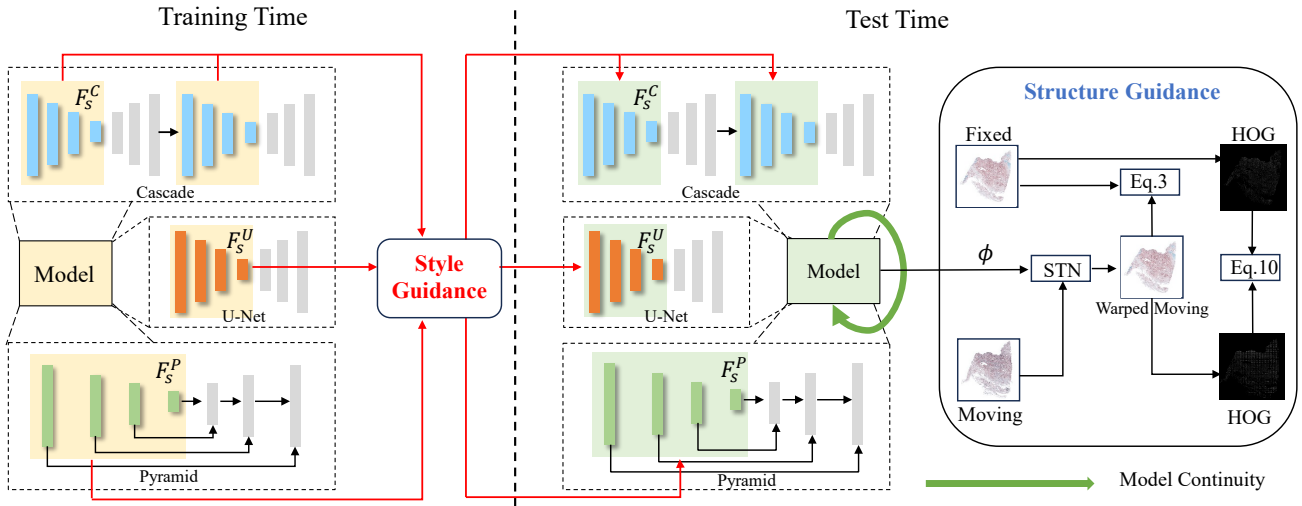 Training Time
Test Time
F_s^C
F_s^C
Structure Guidance
Fixed
HOG
Cascade
Cascade
Eq.3
F_s^U
F_s^U
Model
Style
Guidance
Model
ϕ
STN
Eq.10
U-Net
U-Net
Warped Moving
F_s^P
F_s^P
Moving
HOG
Pyramid
Pyramid
Model Continuity